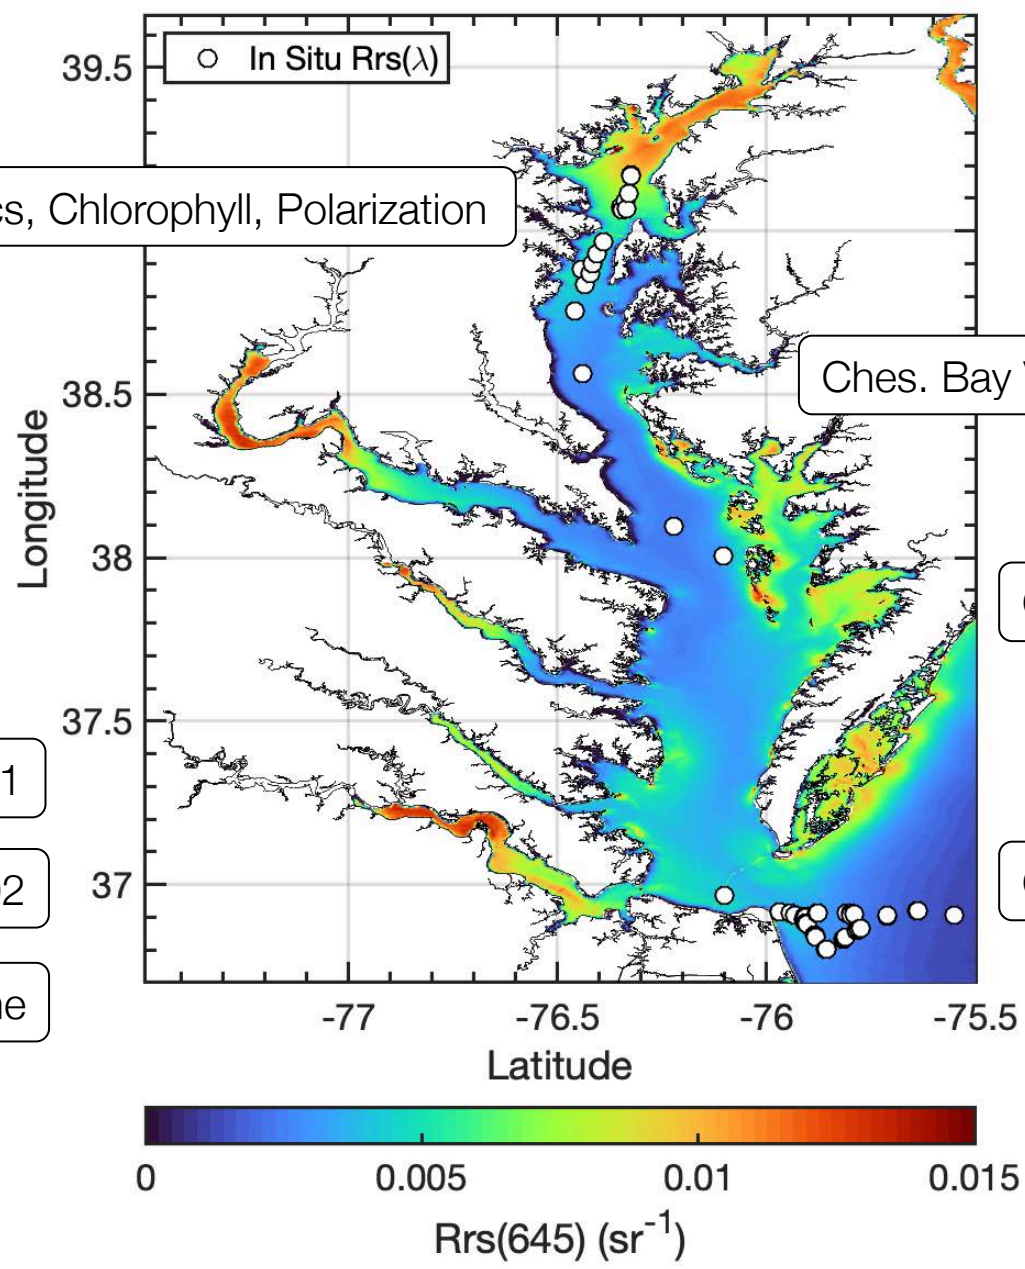 39.5
In Situ Rrs(λ)
Chlorophyll, Polarization
Ches. Bay
38.5
Longitude
38
37.5
1
37
2
-77
-76.5
-76
-75.5
Latitude
0
0.005
0.01
0.015
Rrs(645) (sr⁻¹)